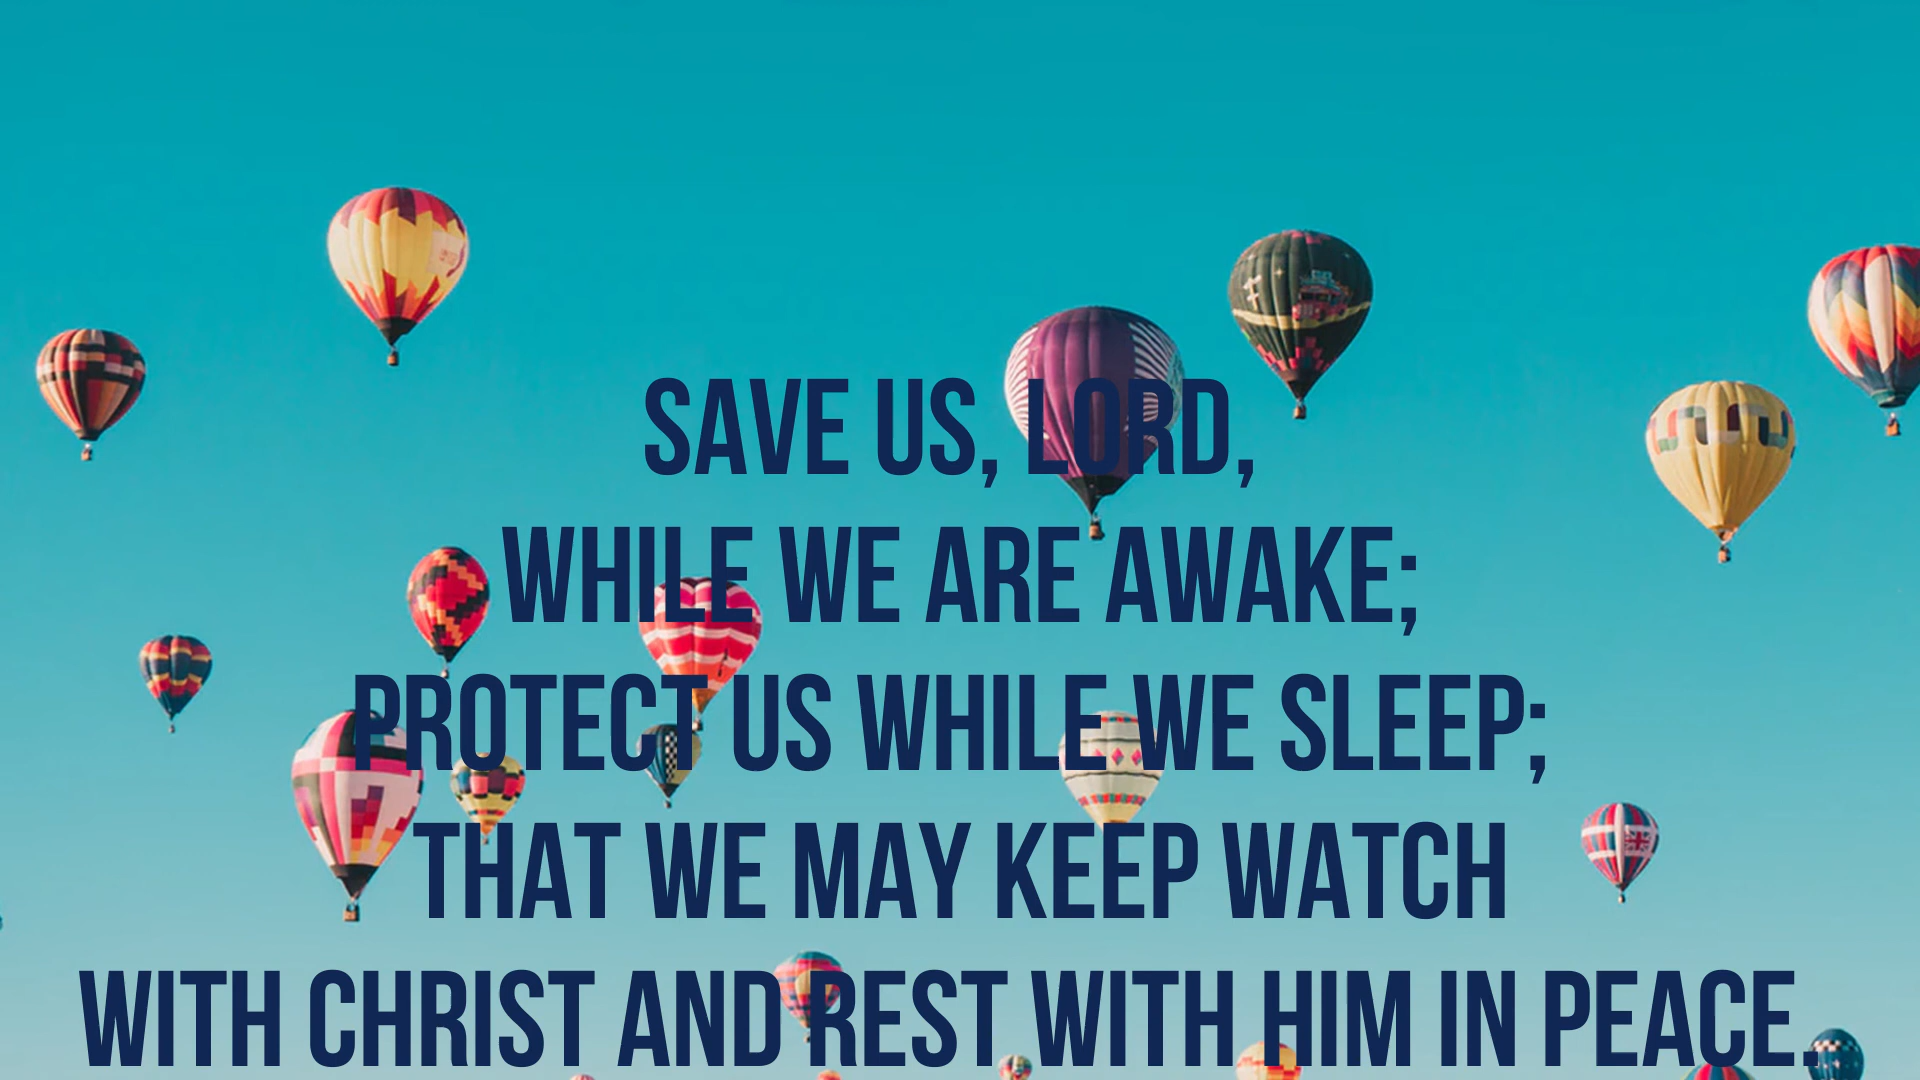 SAVE US, LORD,
WHILE WE ARE AWAKE;
PROTECT US WHILE WE SLEEP;
THAT WE MAY KEEP WATCH
WITH CHRIST AND REST WITH HIM IN PEACE.